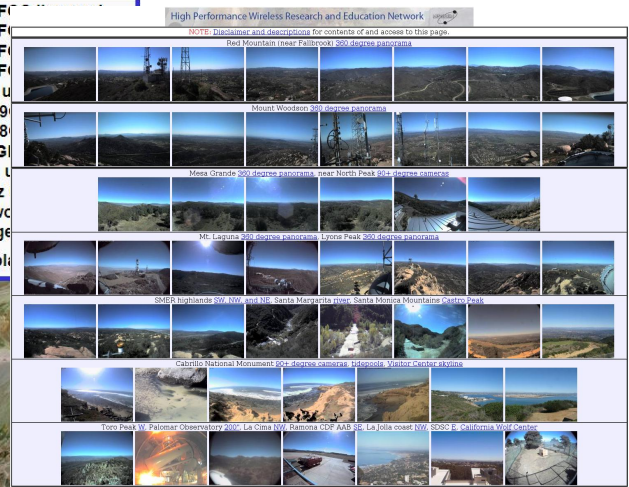 High Performance Wireless Research and Education Network
NOTE: Disclaimer and descriptions for contents of and access to this page.
Red Mountain (near Fallbrook) 360 degree panorama
Mount Woodson 360 degree panorama
Mesa Grande 360 degree panorama, near North Peak 90+ degree cameras
Mt. Laguna 360 degree panorama, Lyons Peak 360 degree panorama
SMER highlands SW, NW, and NE, Santa Margarita river, Santa Monica Mountains Castro Peak
Cabrillo National Monument 90+ degree cameras, tidepools, Visitor Center skyline
Toro Peak W, Palomar Observatory 200", La Cima NW, Ramona CDF AAB SE, La Jolla coast NW, SDSC E, California Wolf Center